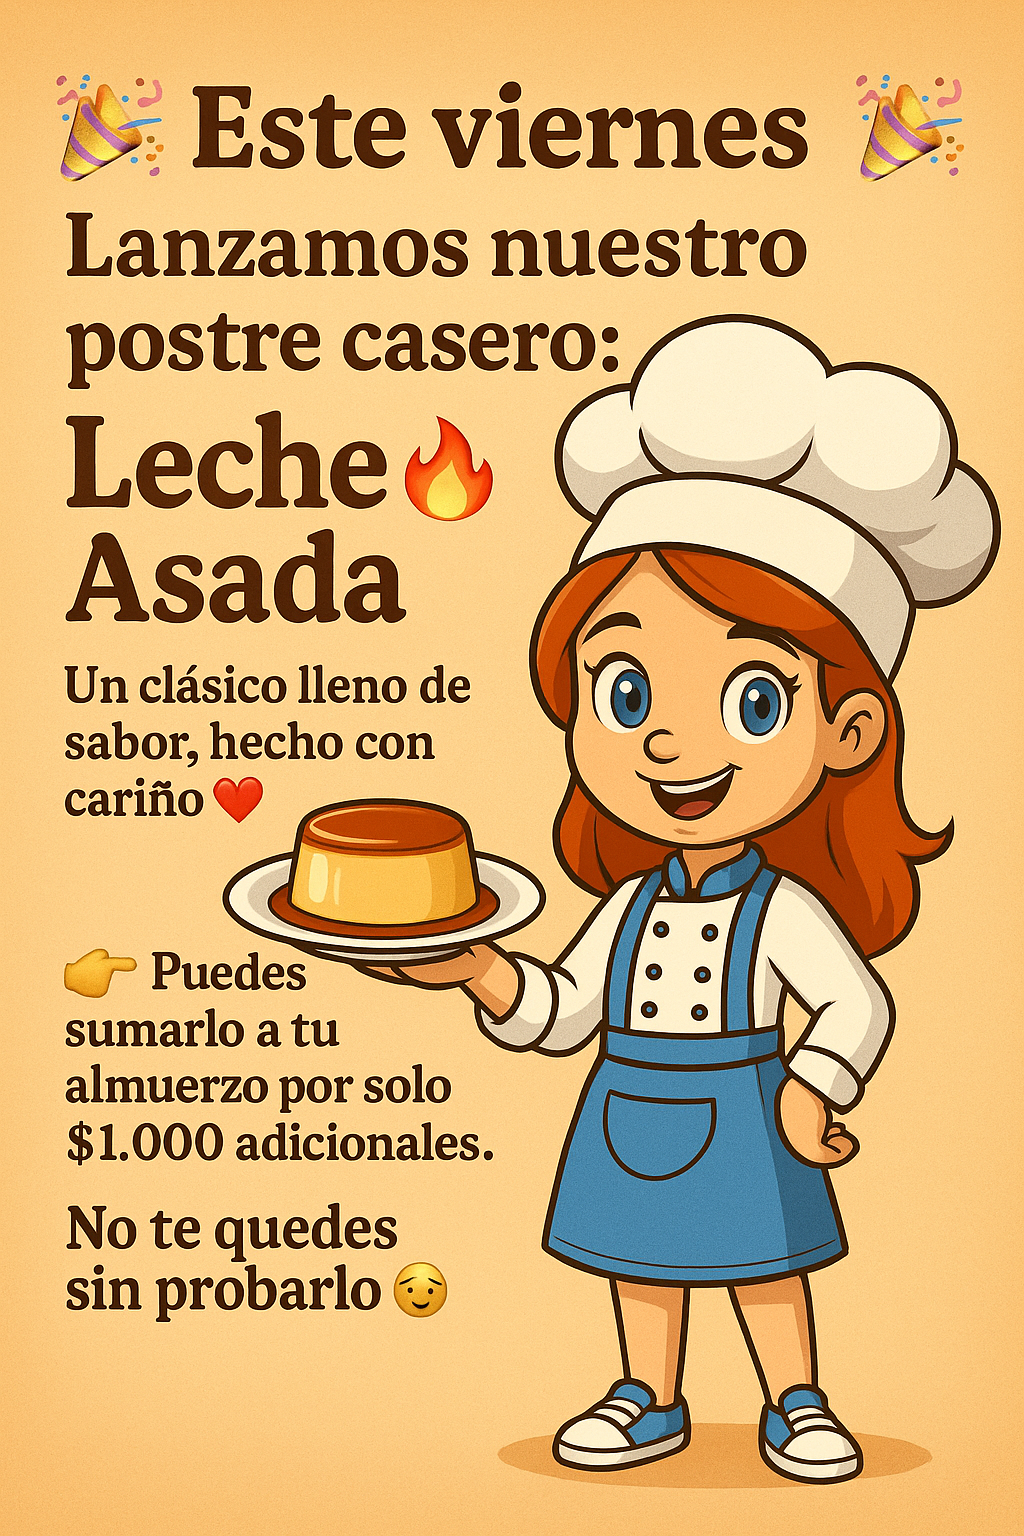 🎉 Este viernes 🎉
Lanzamos nuestro
postre casero:
Leche🔥
Asada
Un clásico lleno de
sabor, hecho con
cariño❤️
👉 Puedes
sumarlo a tu
almuerzo por solo
$1.000 adicionales.
No te quedes
sin probarlo😉